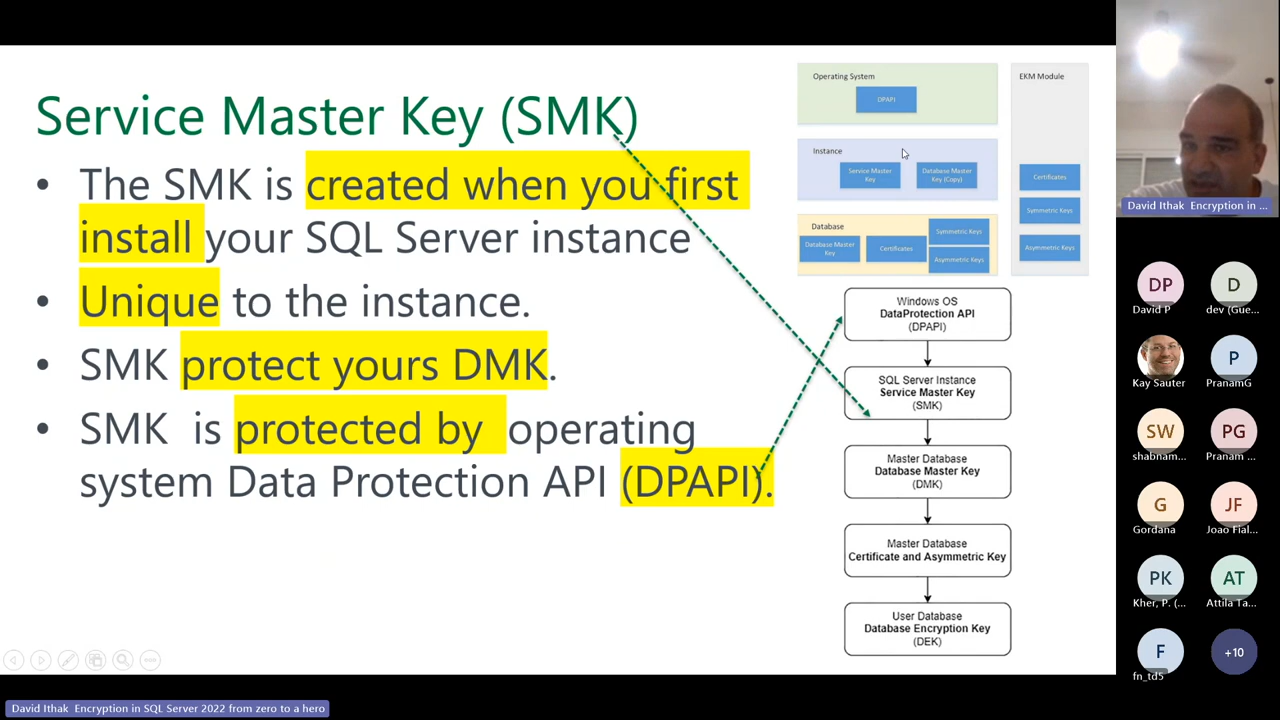 Service Master Key (SMK)
• The SMK is created when you first
install your SQL Server instance
• Unique to the instance.
• SMK protect yours DMK.
• SMK is protected by operating
system Data Protection API (DPAPI).
Operating System
DPAPI
Instance
Service Master
Key
Database Master
Key (Copy)
Database
Database Master
Key
Certificates
Symmetric Keys
Asymmetric Keys
EKM Module
Certificates
Symmetric Keys
Asymmetric Keys
Windows OS
DataProtection API
(DPAPI)
SQL Server Instance
Service Master Key
(SMK)
Master Database
Database Master Key
(DMK)
Master Database
Certificate and Asymmetric Key
User Database
Database Encryption Key
(DEK)
David Ithak Encryption in ...
DP
David P
D
dev (Gue...
Kay Sauter
P
PranamG
SW
shabnam...
PG
Pranam ...
G
Gordana
JF
Joao Fial...
PK
Kher, P. (...
AT
Attila Ta...
F
fn_td5
+10
David Ithak Encryption in SQL Server 2022 from zero to a hero